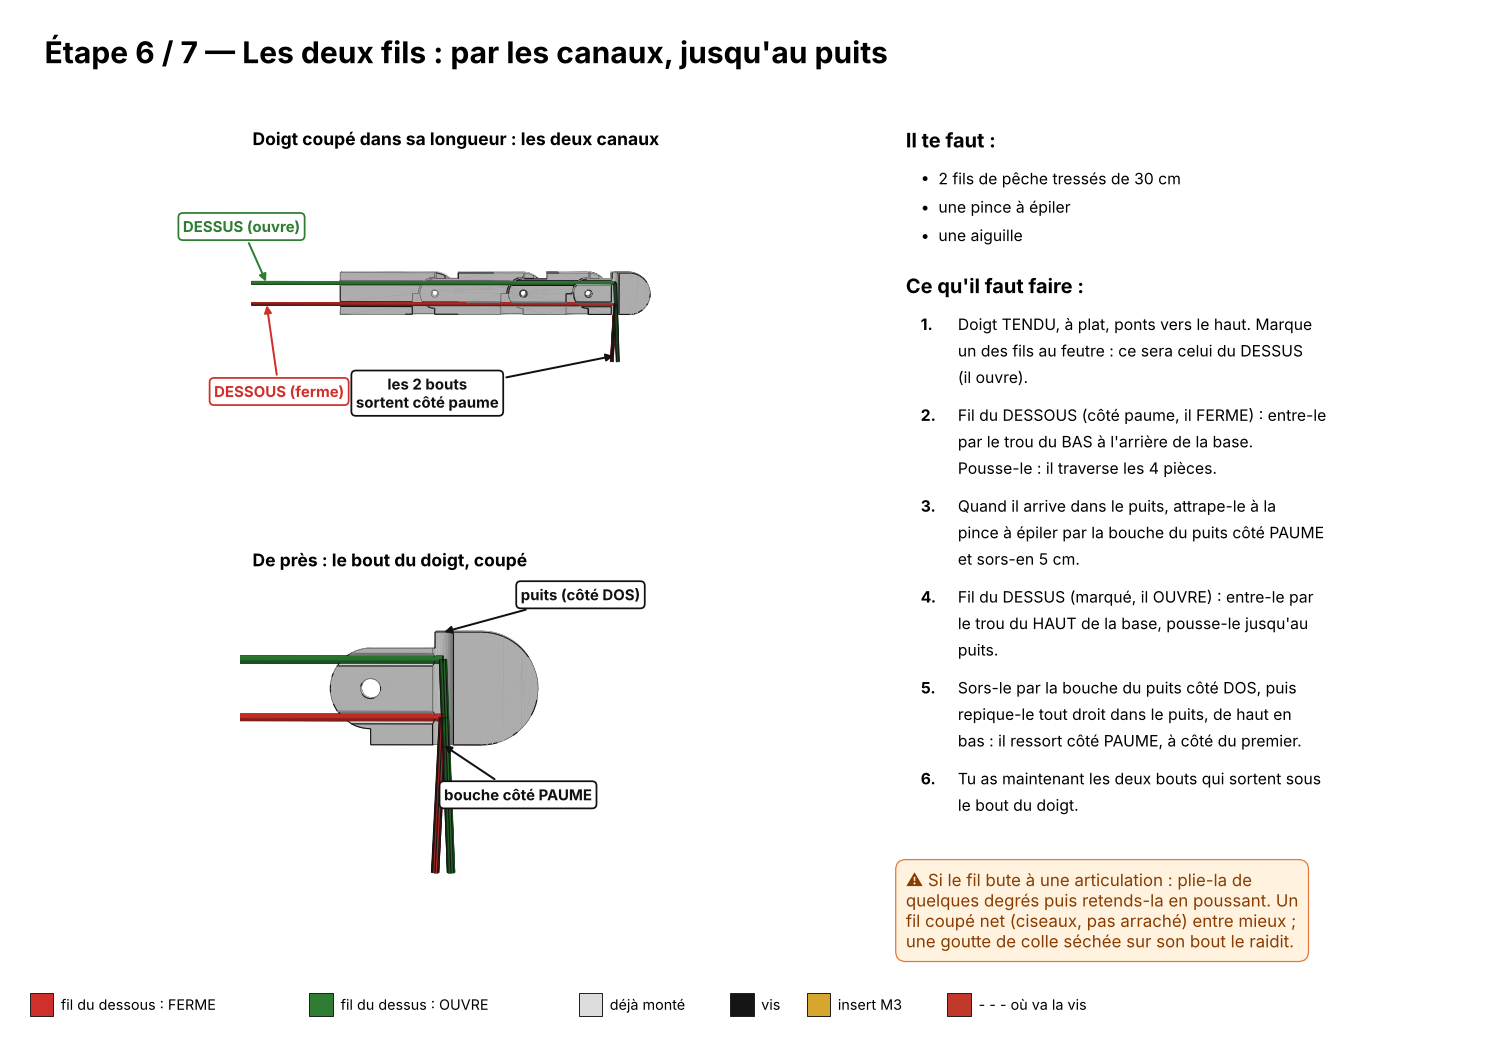 Étape 6 / 7 — Les deux fils : par les canaux, jusqu'au puits
Doigt coupé dans sa longueur : les deux canaux
DESSUS (ouvre)
DESSOUS (ferme)
les 2 bouts
sortent côté paume
De près : le bout du doigt, coupé
puits (côté DOS)
bouche côté PAUME
Il te faut :
• 2 fils de pêche tressés de 30 cm
• une pince à épiler
• une aiguille
Ce qu'il faut faire :
1. Doigt TENDU, à plat, ponts vers le haut. Marque
un des fils au feutre : ce sera celui du DESSUS
(il ouvre).
2. Fil du DESSOUS (côté paume, il FERME) : entre-le
par le trou du BAS à l'arrière de la base.
Pousse-le : il traverse les 4 pièces.
3. Quand il arrive dans le puits, attrape-le à la
pince à épiler par la bouche du puits côté PAUME
et sors-en 5 cm.
4. Fil du DESSUS (marqué, il OUVRE) : entre-le par
le trou du HAUT de la base, pousse-le jusqu'au
puits.
5. Sors-le par la bouche du puits côté DOS, puis
repique-le tout droit dans le puits, de haut en
bas : il ressort côté PAUME, à côté du premier.
6. Tu as maintenant les deux bouts qui sortent sous
le bout du doigt.
⚠ Si le fil bute à une articulation : plie-la de
quelques degrés puis retends-la en poussant. Un
fil coupé net (ciseaux, pas arraché) entre mieux ;
une goutte de colle séchée sur son bout le raidit.
fil du dessous : FERME
fil du dessus : OUVRE
déjà monté
vis
insert M3
- - - où va la vis